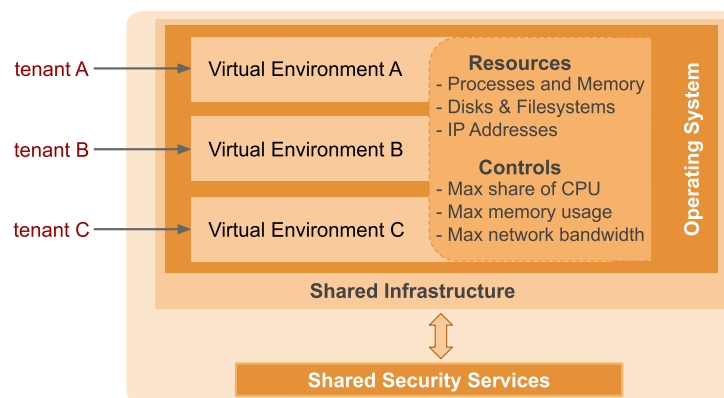 tenant A
Virtual Environment A
tenant B
Virtual Environment B
tenant C
Virtual Environment C
Resources
- Processes and Memory
- Disks & Filesystems
- IP Addresses
Controls
- Max share of CPU
- Max memory usage
- Max network bandwidth
Operating System
Shared Infrastructure
Shared Security Services